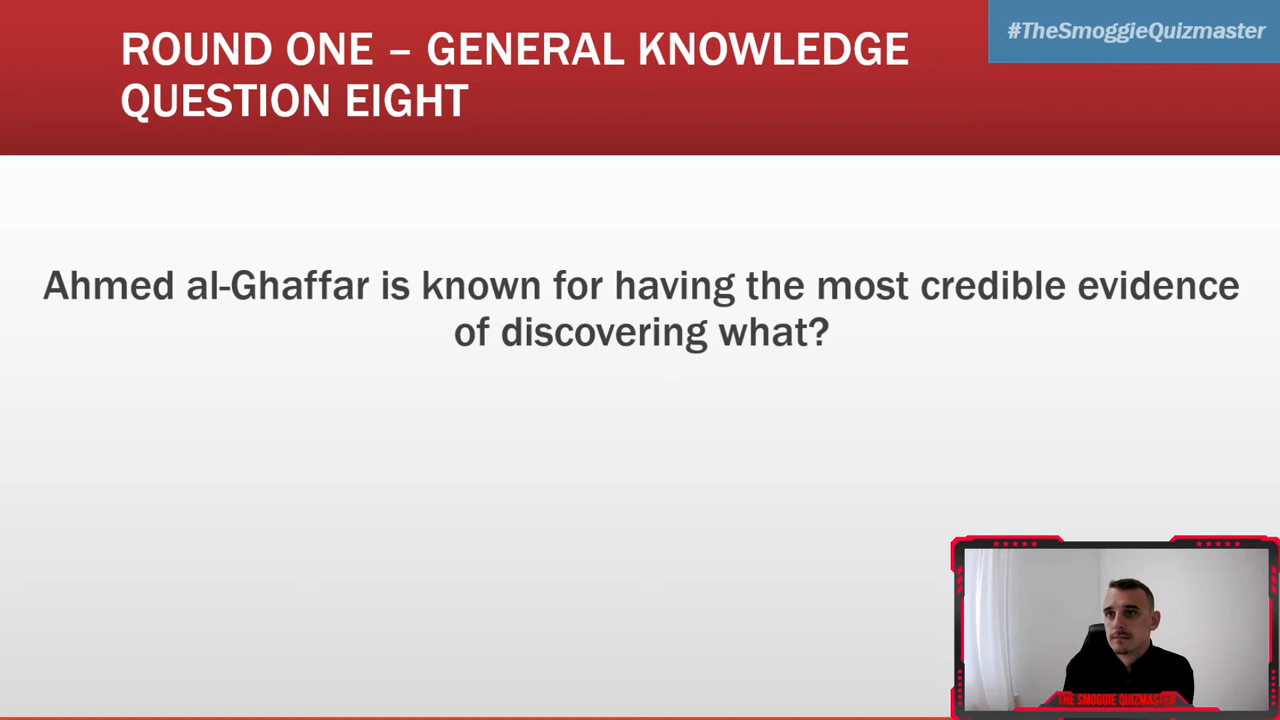 ROUND ONE – GENERAL KNOWLEDGE
QUESTION EIGHT
#TheSmoggieQuizmaster
Ahmed al-Ghaffar is known for having the most credible evidence
of discovering what?
THE SMOGGIE QUIZMASTER